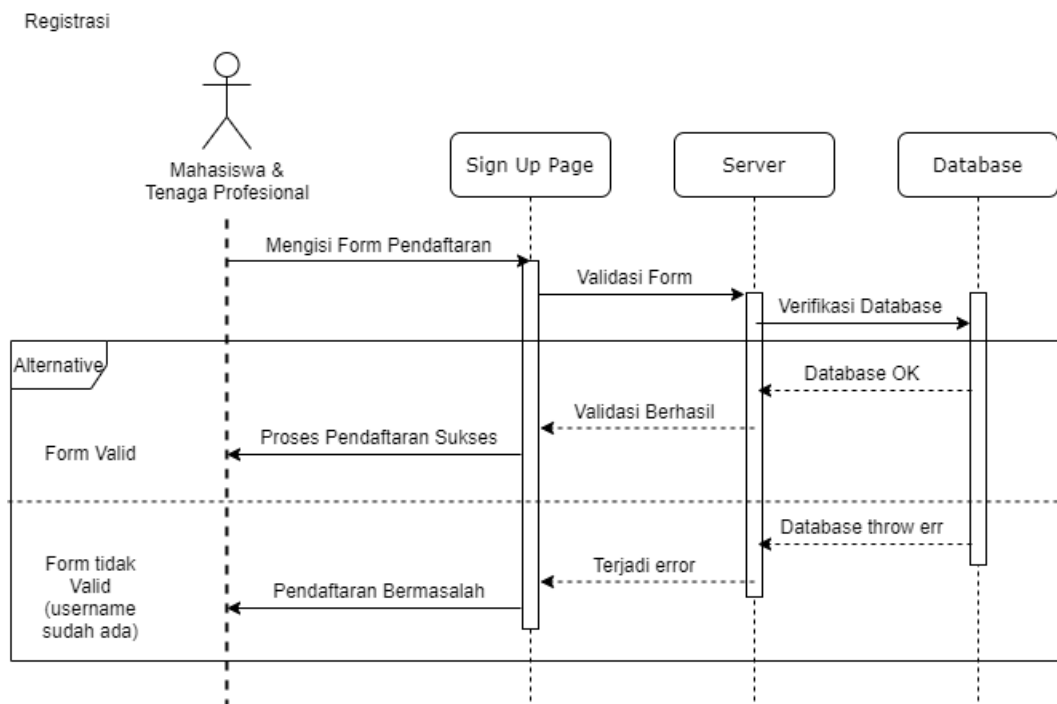 Registrasi
Mahasiswa &
Tenaga Profesional
Sign Up Page
Server
Database
Mengisi Form Pendaftaran
Validasi Form
Verifikasi Database
Alternative
Database OK
Validasi Berhasil
Proses Pendaftaran Sukses
Form Valid
Database throw err
Terjadi error
Pendaftaran Bermasalah
Form tidak
Valid
(username
sudah ada)